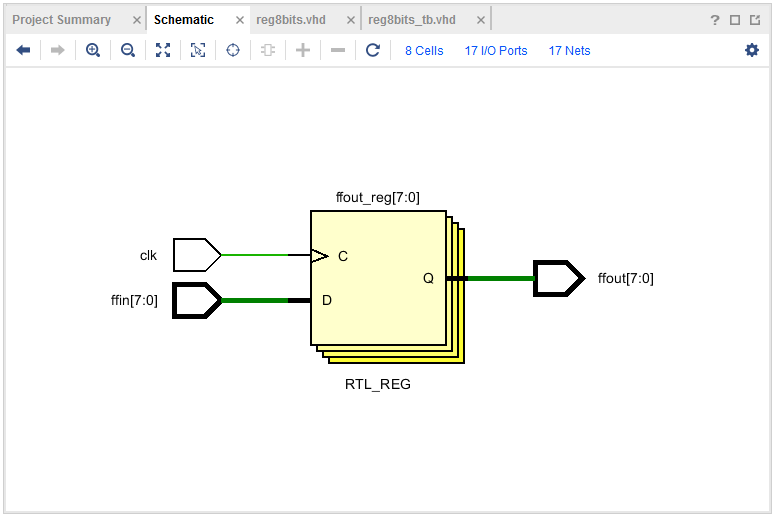 Project Summary × Schematic × reg8bits.vhd × reg8bits_tb.vhd × ?
8 Cells 17 I/O Ports 17 Nets
ffout_reg[7:0]
clk C
Q ffout[7:0]
ffin[7:0] D
RTL_REG